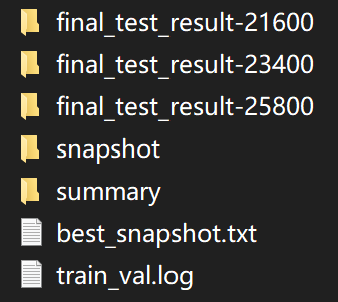 final_test_result-21600
final_test_result-23400
final_test_result-25800
snapshot
summary
best_snapshot.txt
train_val.log